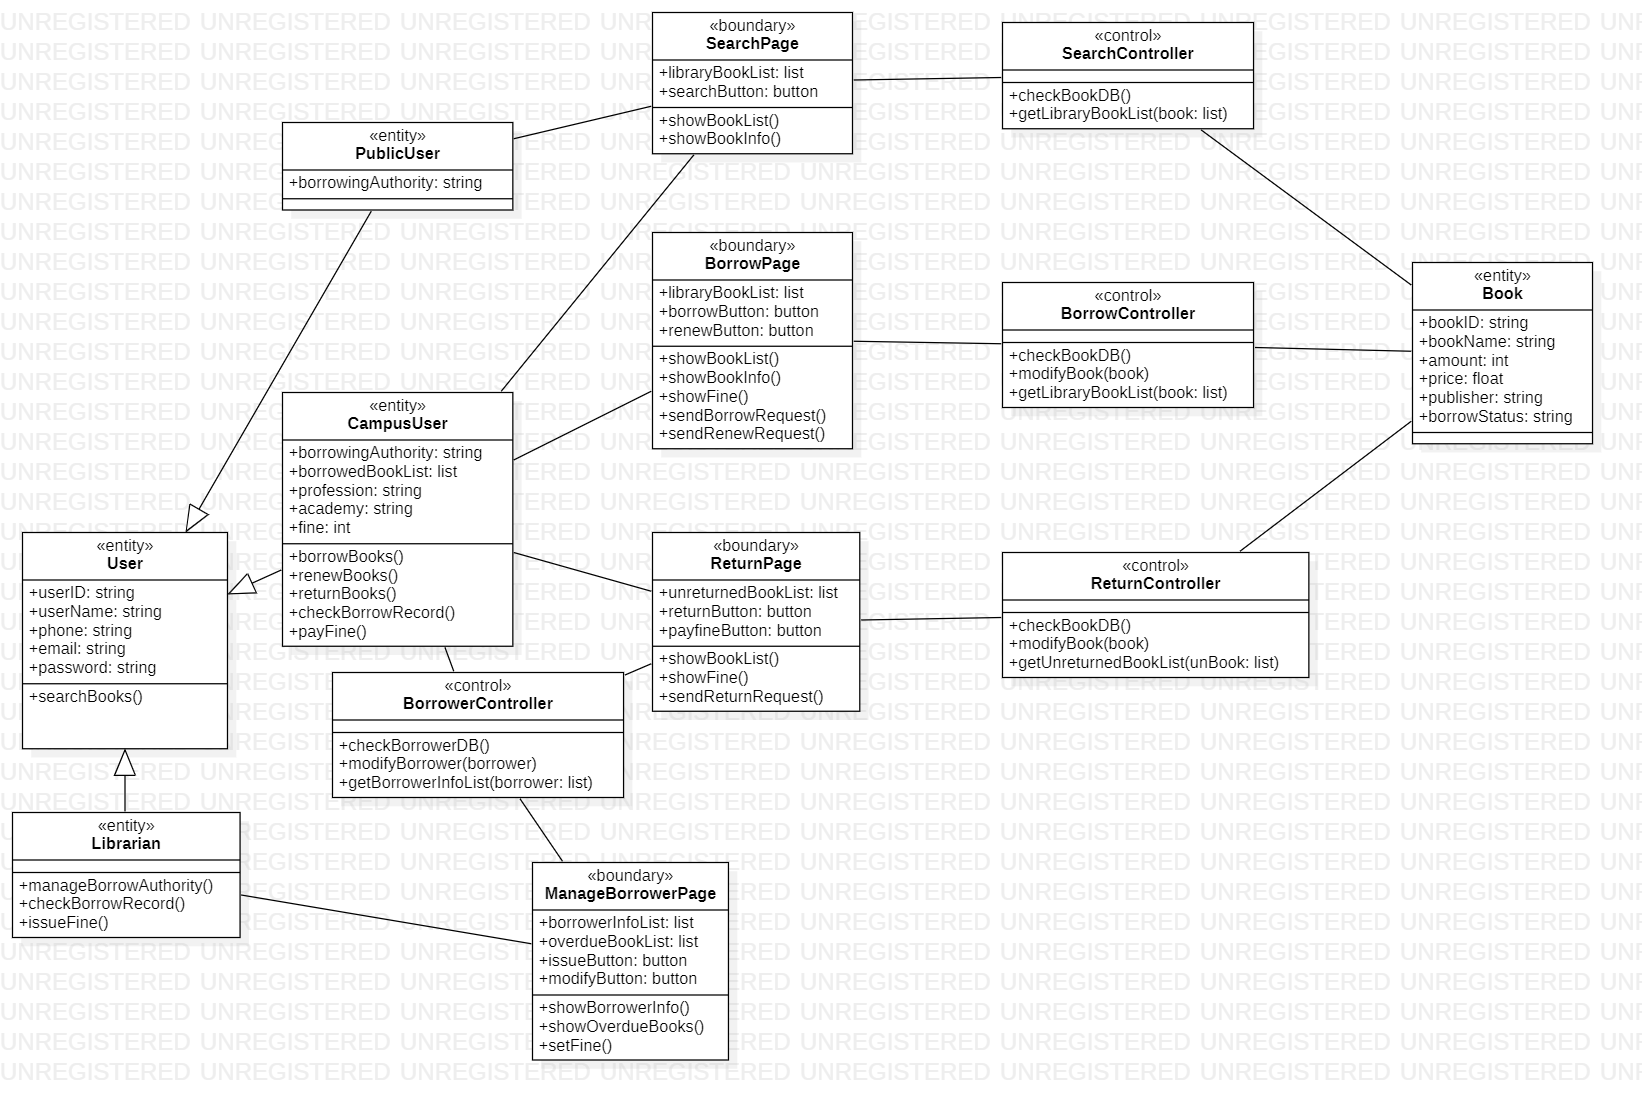 «boundary»
SearchPage
+libraryBookList: list
+searchButton: button
+showBookList()
+showBookInfo()
«control»
SearchController
+checkBookDB()
+getLibraryBookList(book: list)
«entity»
PublicUser
+borrowingAuthority: string
«boundary»
BorrowPage
+libraryBookList: list
+borrowButton: button
+renewButton: button
+showBookList()
+showBookInfo()
+showFine()
+sendBorrowRequest()
+sendRenewRequest()
«control»
BorrowController
+checkBookDB()
+modifyBook(book)
+getLibraryBookList(book: list)
«entity»
Book
+bookID: string
+bookName: string
+amount: int
+price: float
+publisher: string
+borrowStatus: string
«entity»
CampusUser
+borrowingAuthority: string
+borrowedBookList: list
+profession: string
+academy: string
+fine: int
+borrowBooks()
+renewBooks()
+returnBooks()
+checkBorrowRecord()
+payFine()
«entity»
User
+userID: string
+userName: string
+phone: string
+email: string
+password: string
+searchBooks()
«boundary»
ReturnPage
+unreturnedBookList: list
+returnButton: button
+payfineButton: button
+showBookList()
+showFine()
+sendReturnRequest()
«control»
ReturnController
+checkBookDB()
+modifyBook(book)
+getUnreturnedBookList(unBook: list)
«control»
BorrowerController
+checkBorrowerDB()
+modifyBorrower(borrower)
+getBorrowerInfoList(borrower: list)
«entity»
Librarian
+manageBorrowAuthority()
+checkBorrowRecord()
+issueFine()
«boundary»
ManageBorrowerPage
+borrowerInfoList: list
+overdueBookList: list
+issueButton: button
+modifyButton: button
+showBorrowerInfo()
+showOverdueBooks()
+setFine()
UNREGISTERED